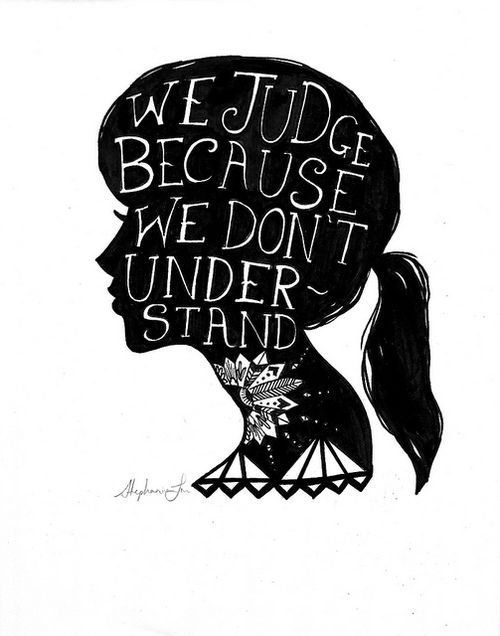 WE JUDGE
BECAUSE
WE DON'T
UNDER~
STAND